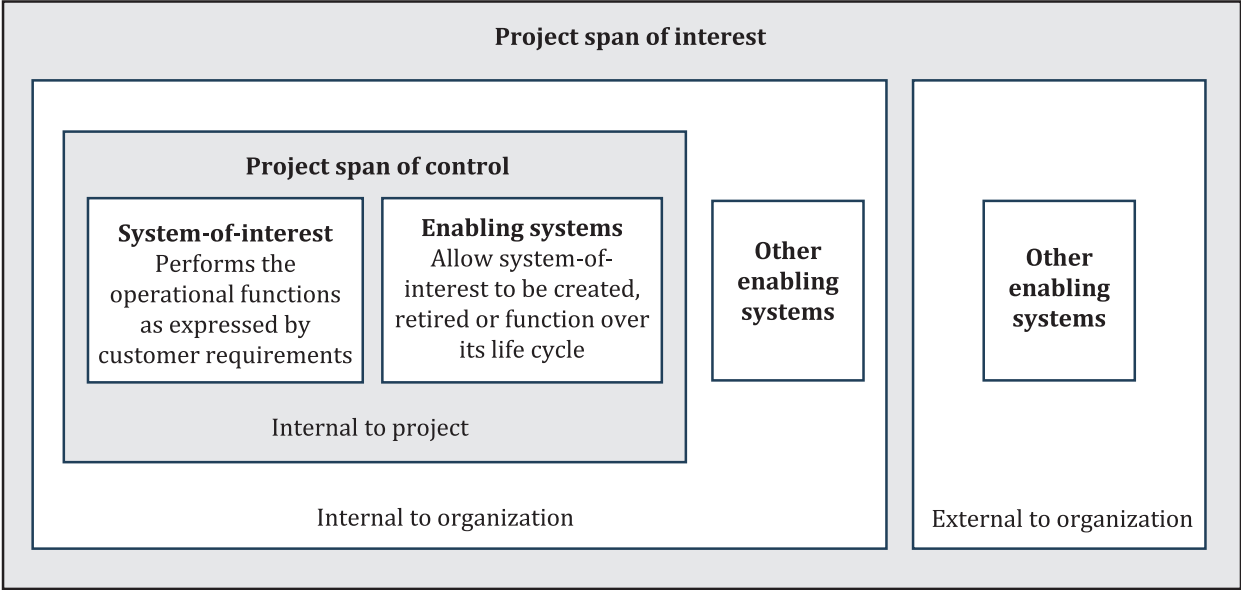 Project span of interest
Project span of control
System-of-interest
Performs the
operational functions
as expressed by
customer requirements
Enabling systems
Allow system-of-
interest to be created,
retired or function over
its life cycle
Internal to project
Other
enabling
systems
Internal to organization
Other
enabling
systems
External to organization